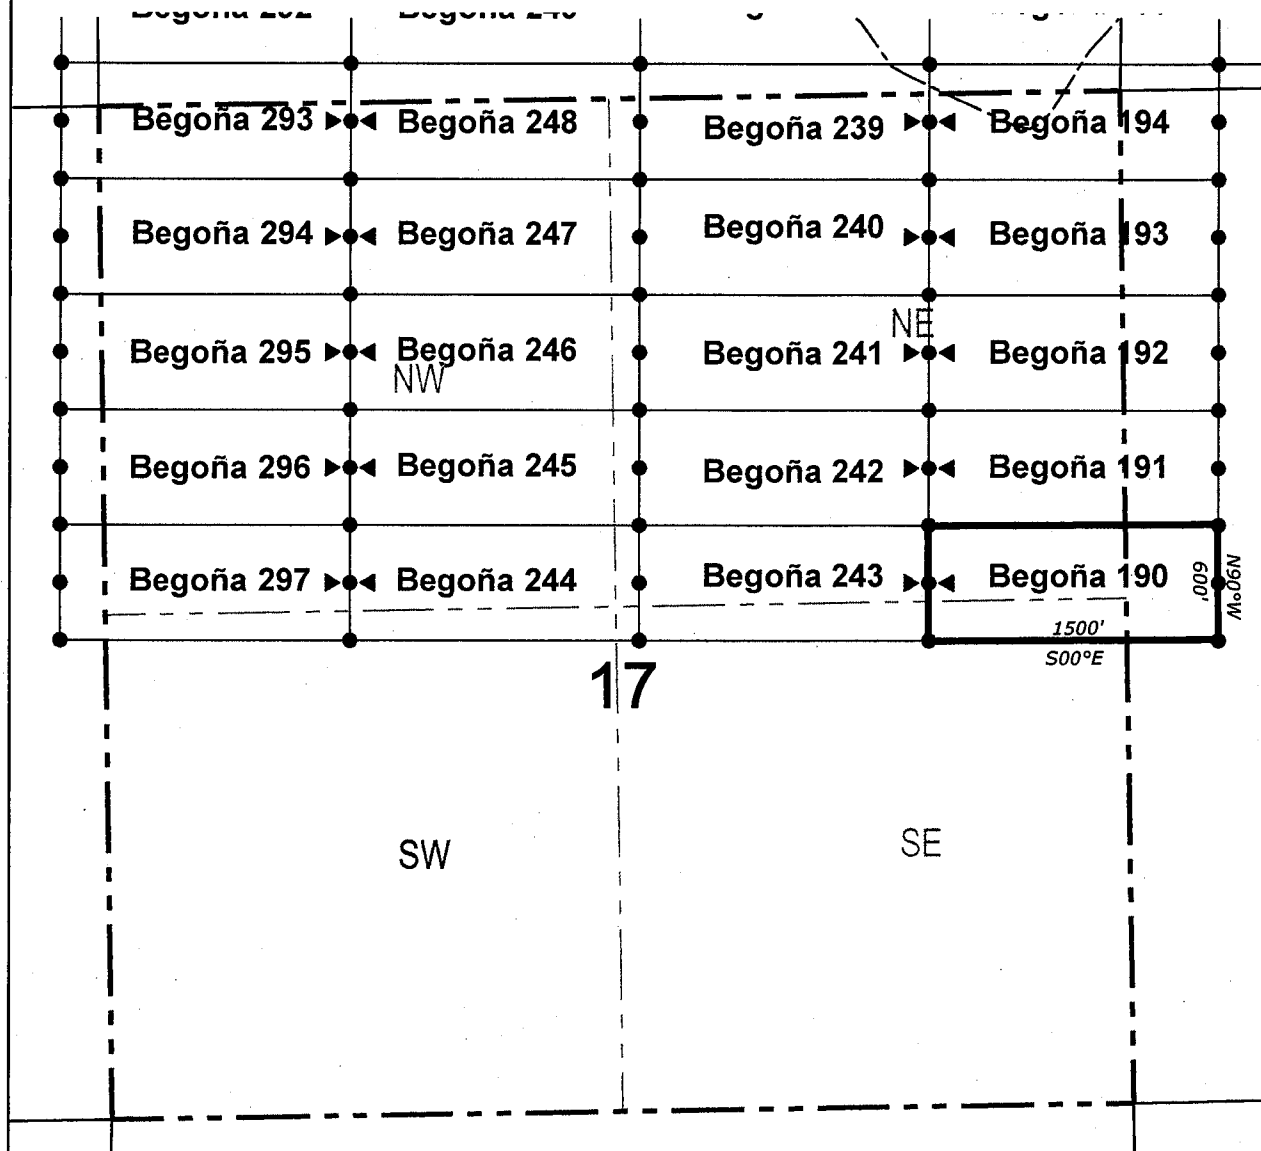 Begoña 293 Begoña 248 Begoña 239 Begoña 194
Begoña 294 Begoña 247 Begoña 240 Begoña 193
NE
Begoña 295 Begoña 246 Begoña 241 Begoña 192
NW
Begoña 296 Begoña 245 Begoña 242 Begoña 191
Begoña 297 Begoña 244 Begoña 243 Begoña 190
600'
N90°W
1500'
S00°E
17
SW
SE